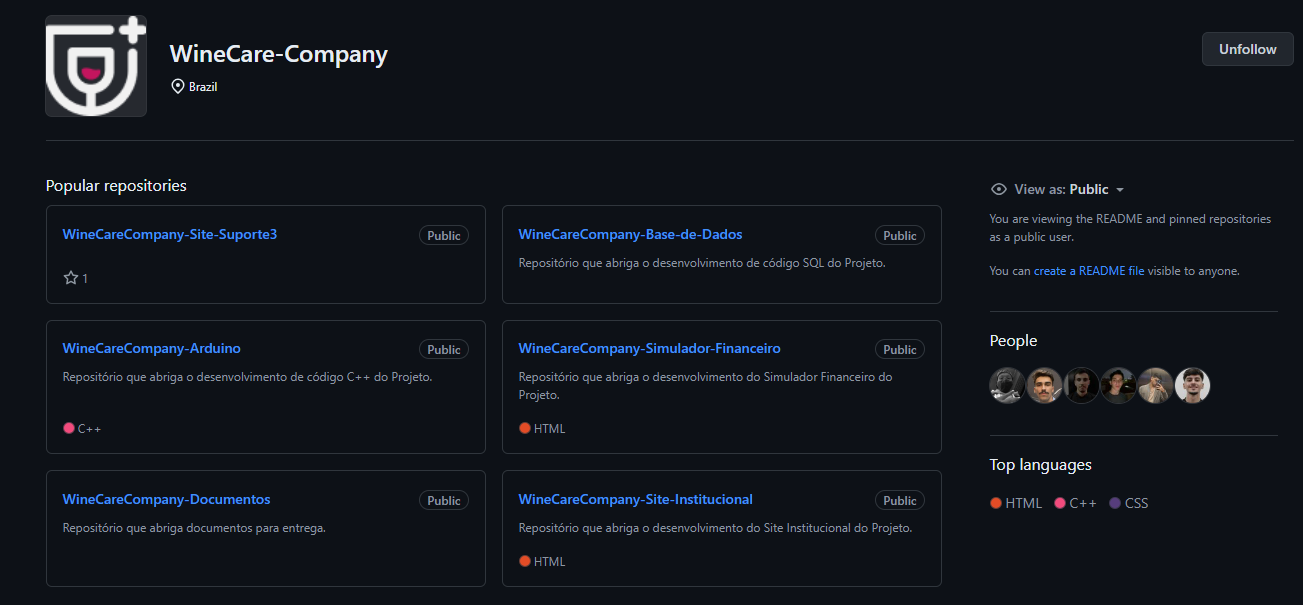 WineCare-Company
Brazil
Unfollow
Popular repositories
WineCareCompany-Site-Suporte3
Public
1
WineCareCompany-Base-de-Dados
Public
Repositório que abriga o desenvolvimento de código SQL do Projeto.
WineCareCompany-Arduino
Public
Repositório que abriga o desenvolvimento de código C++ do Projeto.
C++
WineCareCompany-Simulador-Financeiro
Public
Repositório que abriga o desenvolvimento do Simulador Financeiro do
Projeto.
HTML
WineCareCompany-Documentos
Public
Repositório que abriga documentos para entrega.
WineCareCompany-Site-Institucional
Public
Repositório que abriga o desenvolvimento do Site Institucional do Projeto.
HTML
View as: Public
You are viewing the README and pinned repositories
as a public user.
You can create a README file visible to anyone.
People
Top languages
HTML C++ CSS